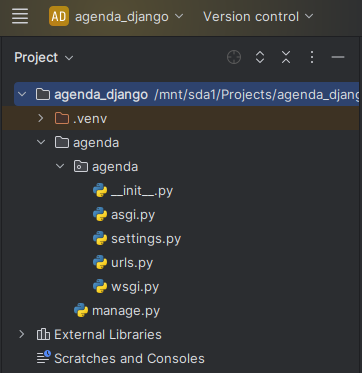 AD agenda_django Version control
Project
agenda_django /mnt/sda1/Projects/agenda_djang
.venv
agenda
agenda
__init__.py
asgi.py
settings.py
urls.py
wsgi.py
manage.py
External Libraries
Scratches and Consoles